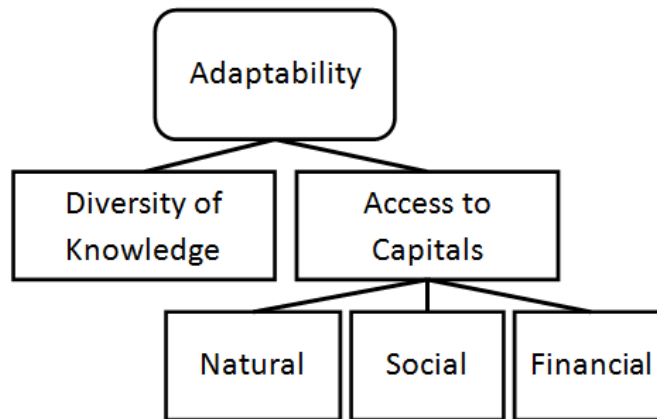 Adaptability
Diversity of
Knowledge
Access to
Capitals
Natural
Social
Financial